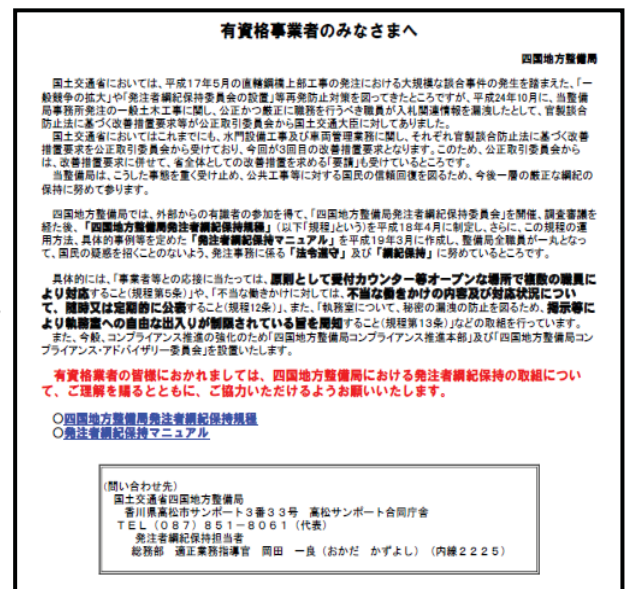 有資格事業者のみなさまへ
四国地方整備局
国土交通省においては、平成17年5月の直轄鋼橋上部工事の発注における大規模な談合事件の発生を踏まえた、「一
般競争の拡大」や「発注者綱紀保持委員会の設置」等再発防止対策を図ってきたところですが、平成24年10月に、当整備
局事務所発注の一般土木工事に関し、公正かつ厳正に職務を行うべき職員が入札関連情報を漏洩したとして、官製談合
防止法に基づく改善措置要求等が公正取引委員会から国土交通大臣に対してありました。
国土交通省においてはこれまでにも、水門設備工事及び車両管理業務に関し、それぞれ官製談合防止法に基づく改善
措置要求を公正取引委員会から受けており、今回が3回目の改善措置要求となります。このため、公正取引委員会から
は、改善措置要求に併せて、省全体としての改善措置を求める「要請」も受けているところです。
当整備局は、こうした事態を重く受け止め、公共工事等に対する国民の信頼回復を図るため、今後一層の厳正な綱紀の
保持に努めて参ります。
四国地方整備局では、外部からの有識者の参加を得て、「四国地方整備局発注者綱紀保持委員会」を開催、調査審議を
経た後、「四国地方整備局発注者綱紀保持規程」（以下「規程」という）を平成18年4月に制定し、さらに、この規程の運
用方法、具体的事例等を定めた「発注者綱紀保持マニュアル」を平成19年3月に作成し、整備局全職員が一丸となっ
て、国民の疑惑を招くことのないよう、発注事務に係る「法令遵守」及び「綱紀保持」に努めているところです。
具体的には、「事業者等との応接に当たっては、原則として受付カウンター等オープンな場所で複数の職員に
より対応すること（規程第5条）」や、「不当な働きかけに対しては、不当な働きかけの内容及び対応状況につい
て、随時又は定期的に公表すること（規程12条）」、また、「執務室について、秘密の漏洩の防止を図るため、掲示等に
より執務室への自由な出入りが制限されている旨を周知すること（規程第13条）」などの取組を行っています。
また、今般、コンプライアンス推進の強化のため「四国地方整備局コンプライアンス推進本部」及び「四国地方整備局コン
プライアンス・アドバイザリー委員会」を設置いたします。
有資格業者の皆様におかれましては、四国地方整備局における発注者綱紀保持の取組につい
て、ご理解を賜るとともに、ご協力いただけるようお願いいたします。
○四国地方整備局発注者綱紀保持規程
○発注者綱紀保持マニュアル
（問い合わせ先）
国土交通省四国地方整備局
香川県高松市サンポート３番３３号 高松サンポート合同庁舎
ＴＥＬ（０８７）８５１－８０６１（代表）
発注者綱紀保持担当者
総務部 適正業務指導官 岡田 一良（おかだ かずよし）（内線２２２５）